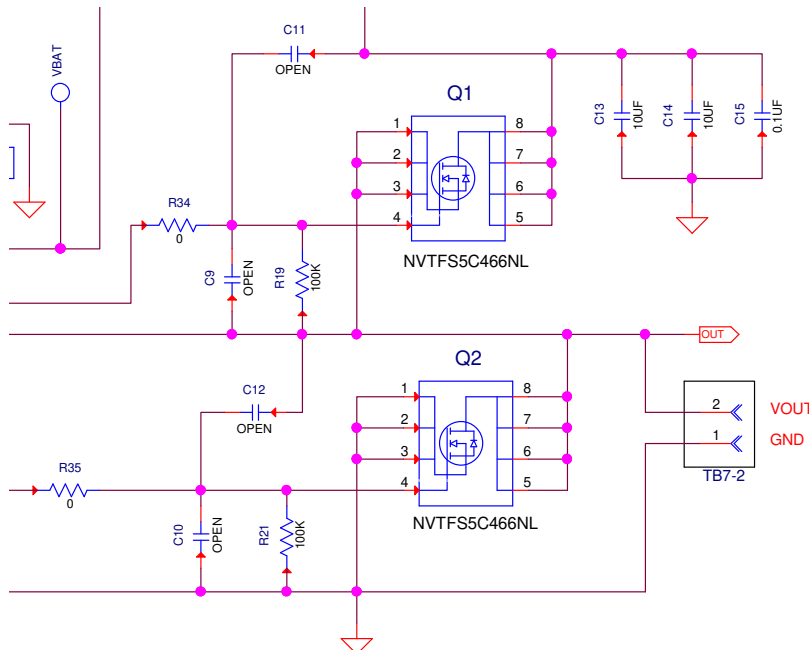 C11
OPEN
VBAT
Q1
1
2
3
4
8
7
6
5
NVTFS5C466NL
C13
10UF
C14
10UF
C15
0.1UF
R34
0
C9
OPEN
R19
100K
OUT
Q2
1
2
3
4
8
7
6
5
NVTFS5C466NL
C12
OPEN
R35
0
C10
OPEN
R21
100K
2
VOUT
1
GND
TB7-2